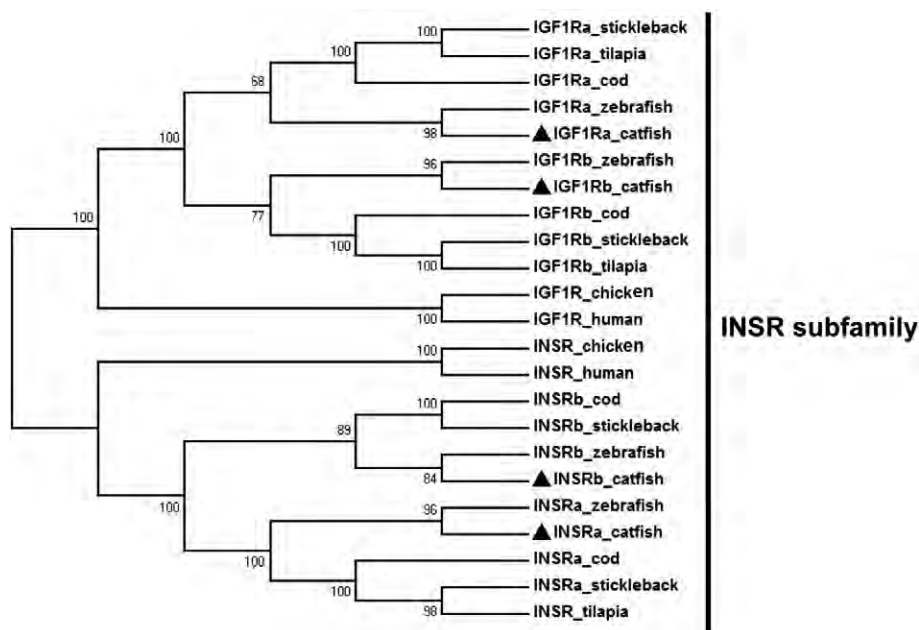 IGF1Ra_stickleback
100
100
IGF1Ra_tilapia
68
IGF1Ra_cod
IGF1Ra_zebrafish
100
98
▲IGF1Ra_catfish
96
IGF1Rb_zebrafish
▲IGF1Rb_catfish
100
77
IGF1Rb_cod
100
IGF1Rb_stickleback
100
IGF1Rb_tilapia
IGF1R_chicken
100
IGF1R_human
INSR subfamily
100
INSR_chicken
INSR_human
100
INSRb_cod
89
INSRb_stickleback
INSRb_zebrafish
84
▲INSRb_catfish
100
96
INSRa_zebrafish
▲INSRa_catfish
100
INSRa_cod
100
INSRa_stickleback
98
INSR_tilapia